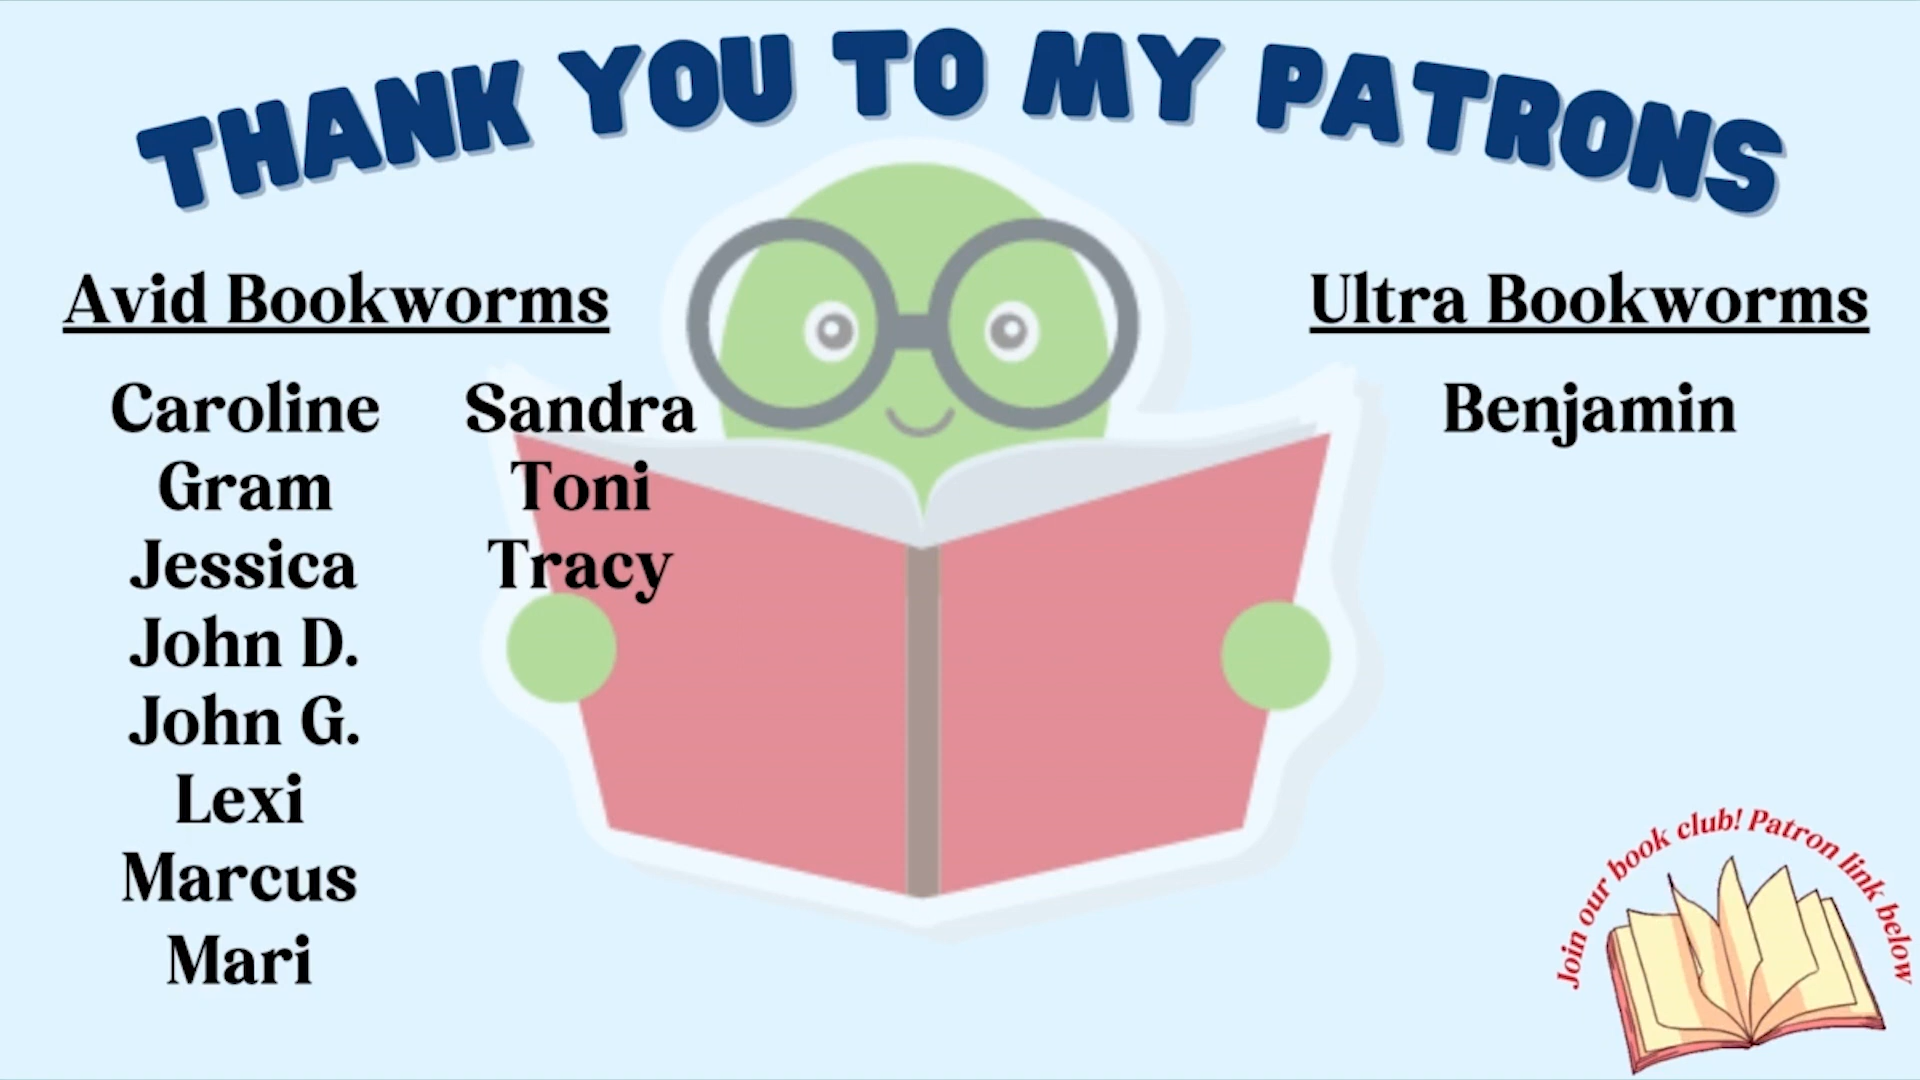 THANK YOU TO MY PATRONS
Avid Bookworms
Caroline
Gram
Jessica
John D.
John G.
Lexi
Marcus
Mari
Sandra
Toni
Tracy
Ultra Bookworms
Benjamin
Join our book club! Patron link below